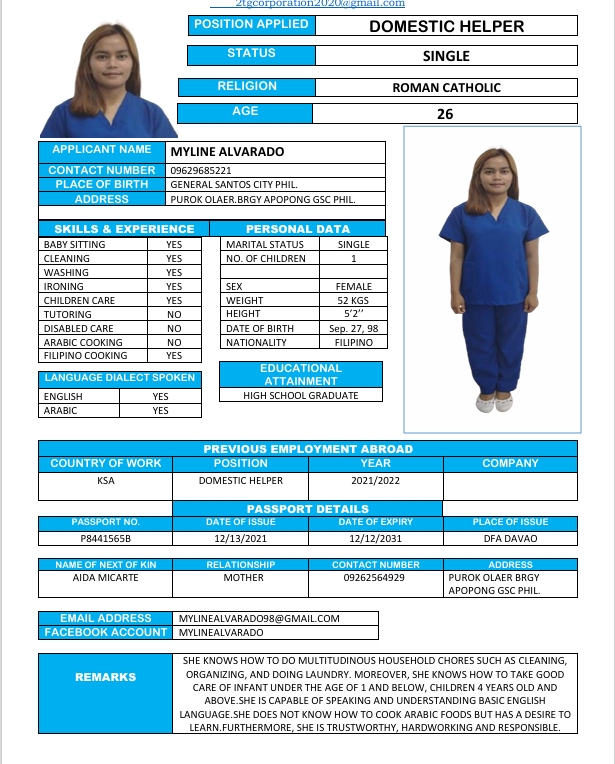 2tgcorporation2020@gmail.com
POSITION APPLIED DOMESTIC HELPER
STATUS SINGLE
RELIGION ROMAN CATHOLIC
AGE 26
APPLICANT NAME MYLINE ALVARADO
CONTACT NUMBER 09629685221
PLACE OF BIRTH GENERAL SANTOS CITY PHIL.
ADDRESS PUROK OLAER.BRGY APOPONG GSC PHIL.
SKILLS & EXPERIENCE PERSONAL DATA
BABY SITTING YES MARITAL STATUS SINGLE
CLEANING YES NO. OF CHILDREN 1
WASHING YES
IRONING YES SEX FEMALE
CHILDREN CARE YES WEIGHT 52 KGS
TUTORING NO HEIGHT 5’2’’
DISABLED CARE NO DATE OF BIRTH Sep. 27, 98
ARABIC COOKING NO NATIONALITY FILIPINO
FILIPINO COOKING YES
LANGUAGE DIALECT SPOKEN
ENGLISH YES
ARABIC YES
EDUCATIONAL
ATTAINMENT
HIGH SCHOOL GRADUATE
PREVIOUS EMPLOYMENT ABROAD
COUNTRY OF WORK POSITION YEAR COMPANY
KSA DOMESTIC HELPER 2021/2022
PASSPORT DETAILS
PASSPORT NO. DATE OF ISSUE DATE OF EXPIRY PLACE OF ISSUE
P8441565B 12/13/2021 12/12/2031 DFA DAVAO
NAME OF NEXT OF KIN RELATIONSHIP CONTACT NUMBER ADDRESS
AIDA MICARTE MOTHER 09262564929 PUROK OLAER BRGY
APOPONG GSC PHIL.
EMAIL ADDRESS MYLINEALVARADO98@GMAIL.COM
FACEBOOK ACCOUNT MYLINEALVARADO
REMARKS
SHE KNOWS HOW TO DO MULTITUDINOUS HOUSEHOLD CHORES SUCH AS CLEANING,
ORGANIZING, AND DOING LAUNDRY. MOREOVER, SHE KNOWS HOW TO TAKE GOOD
CARE OF INFANT UNDER THE AGE OF 1 AND BELOW, CHILDREN 4 YEARS OLD AND
ABOVE.SHE IS CAPABLE OF SPEAKING AND UNDERSTANDING BASIC ENGLISH
LANGUAGE.SHE DOES NOT KNOW HOW TO COOK ARABIC FOODS BUT HAS A DESIRE TO
LEARN.FURTHERMORE, SHE IS TRUSTWORTHY, HARDWORKING AND RESPONSIBLE.